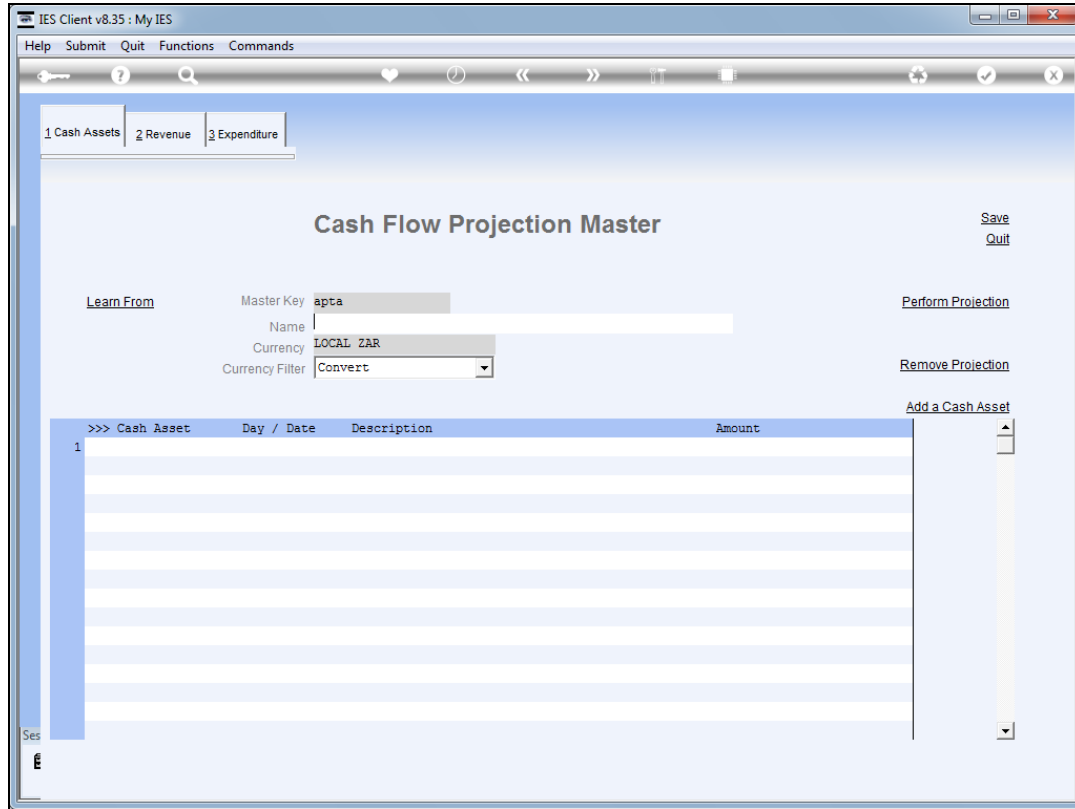 IES Client v8.35 : My IES
Help Submit Quit Functions Commands
1 Cash Assets 2 Revenue 3 Expenditure
Cash Flow Projection Master
Save
Quit
Learn From Master Key apta Perform Projection
Name
Currency LOCAL ZAR
Currency Filter Convert Remove Projection
Add a Cash Asset
>>> Cash Asset Day / Date Description Amount
1
Ses